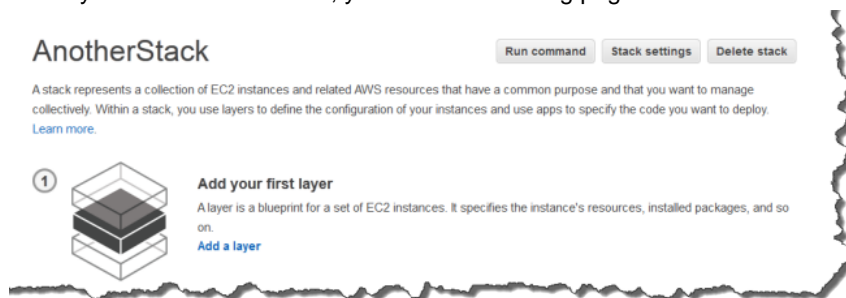 AnotherStack
Run command
Stack settings
Delete stack
A stack represents a collection of EC2 instances and related AWS resources that have a common purpose and that you want to manage
collectively. Within a stack, you use layers to define the configuration of your instances and use apps to specify the code you want to deploy.
Learn more.
1
Add your first layer
A layer is a blueprint for a set of EC2 instances. It specifies the instance's resources, installed packages, and so
on.
Add a layer